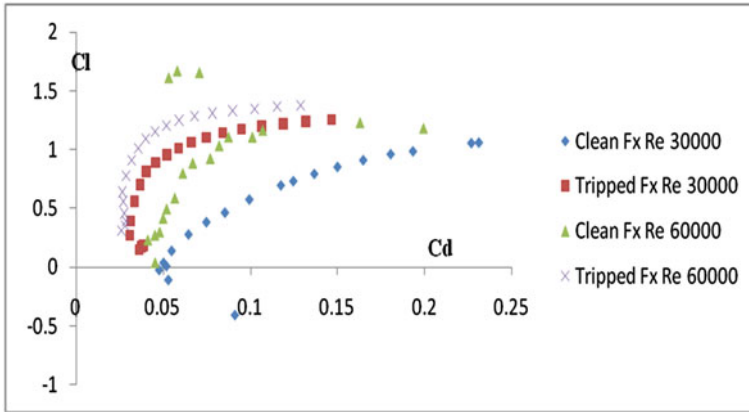 2
Cl
1.5
Clean Fx Re 30000
1
Tripped Fx Re 30000
0.5
Clean Fx Re 60000
Cd
Tripped Fx Re 60000
0
0 0.05 0.1 0.15 0.2 0.25
-0.5
-1